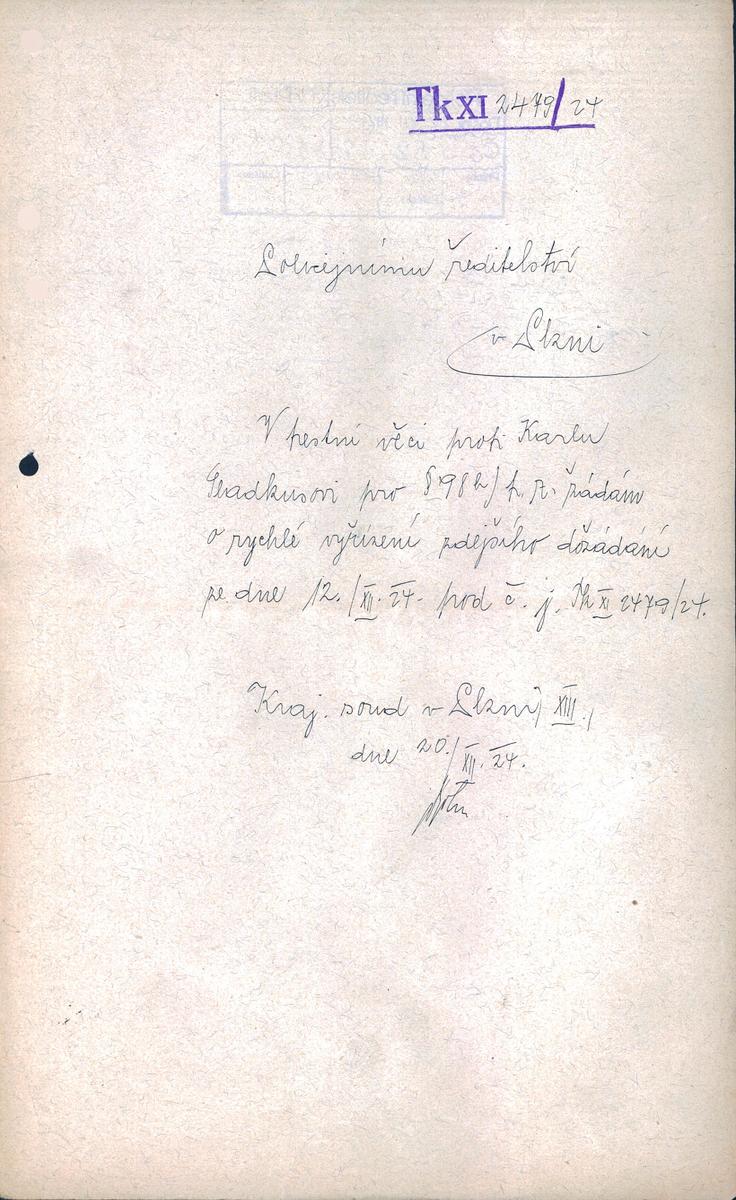 Tk XI 2479/24
Policejnímu ředitelství
v Plzni
V trestní věci proti Karlu
pro § 98 b) tr. z. žádám
o rychlé vyřízení zdejšího dožádání
ze dne 12./XII. 24. pod č. j. Tk XI 2479/24.
Kraj. soud v Plzni, XIII.,
dne 20./XII. 24.